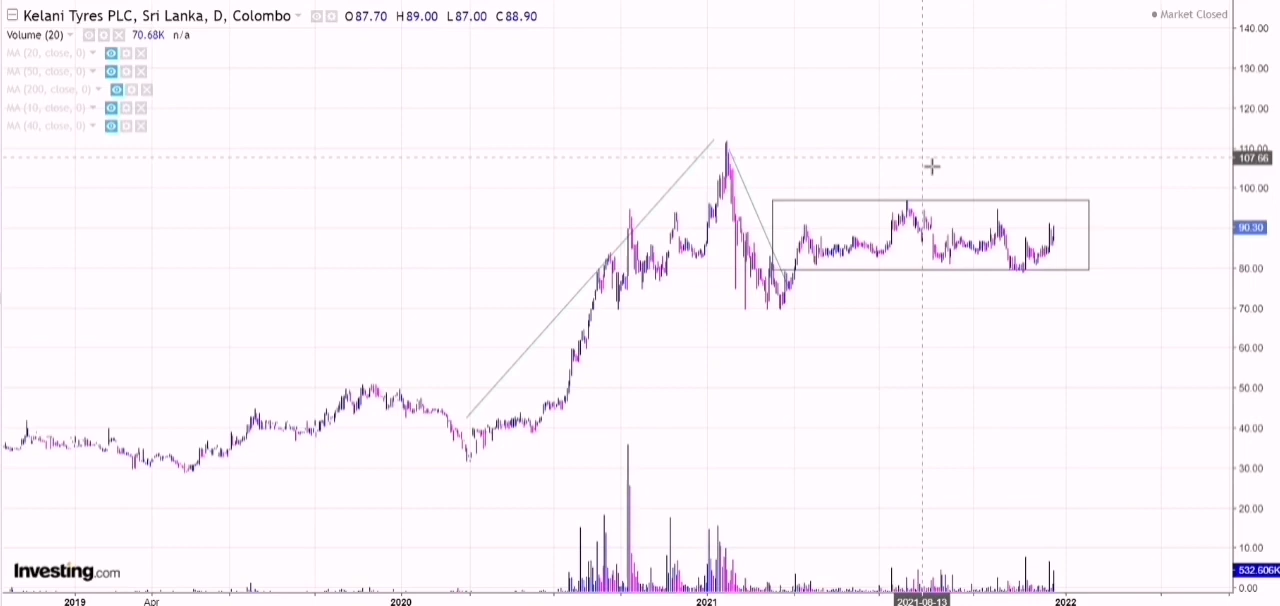 Kelani Tyres PLC, Sri Lanka, D, Colombo O87.70 H89.00 L87.00 C88.90
Market Closed
Volume (20) 70.68K n/a
MA (20, close, 0)
MA (50, close, 0)
MA (200, close, 0)
MA (10, close, 0)
MA (40, close, 0)
140.00
130.00
120.00
110.00
107.66
100.00
90.30
80.00
70.00
60.00
50.00
40.00
30.00
20.00
10.00
532.606K
0.00
Investing.com
2019 Apr 2020 2021 2021-08-13 2022